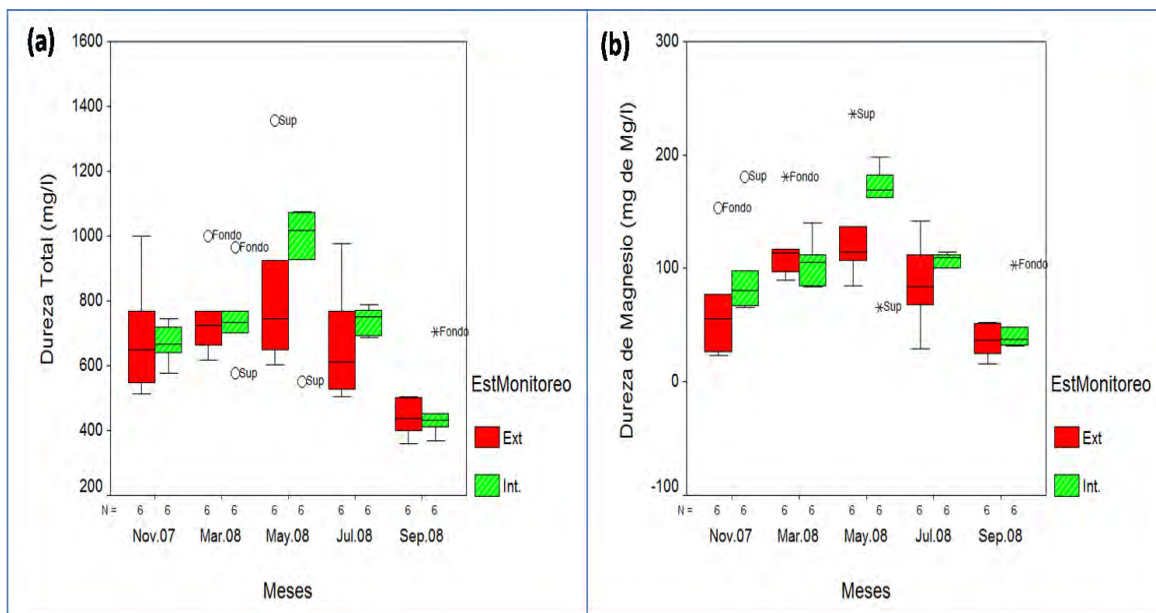 (a)
Dureza Total (mg/l)
1600
1400
1200
1000
800
600
400
200
Sup
Fondo
Fondo
Sup
Sup
Fondo
N = 6 6 6 6 6 6 6 6 6 6
Nov.07 Mar.08 May.08 Jul.08 Sep.08
Meses
EstMonitoreo
Ext
Int.
(b)
Dureza de Magnesio (mg de Mg/l)
300
200
100
0
-100
Sup
Sup
Fondo
Fondo
Sup
Fondo
N = 6 6 6 6 6 6 6 6 6 6
Nov.07 Mar.08 May.08 Jul.08 Sep.08
Meses
EstMonitoreo
Ext
Int.